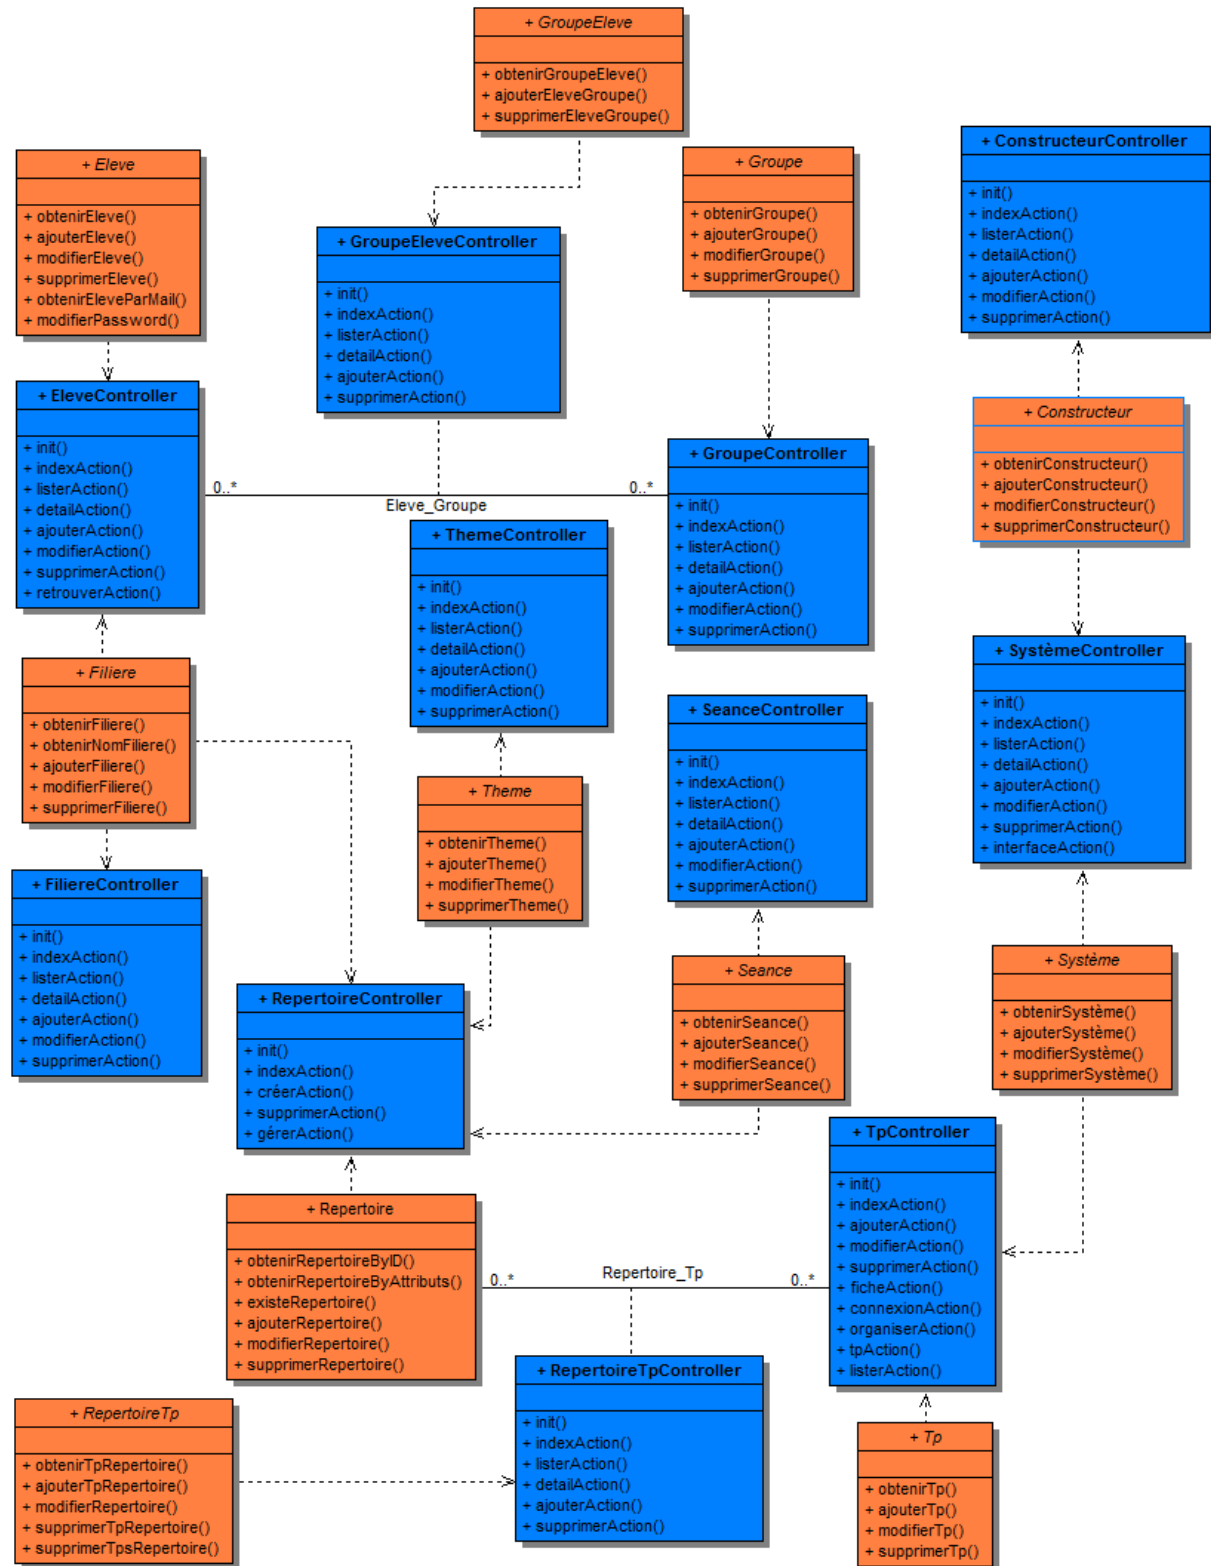 + GroupeEleve
+ obtenirGroupeEleve()
+ ajouterEleveGroupe()
+ supprimerEleveGroupe()
+ Eleve
+ obtenirEleve()
+ ajouterEleve()
+ modifierEleve()
+ supprimerEleve()
+ obtenirEleveParMail()
+ modifierPassword()
+ Groupe
+ obtenirGroupe()
+ ajouterGroupe()
+ modifierGroupe()
+ supprimerGroupe()
+ ConstructeurController
+ init()
+ indexAction()
+ listerAction()
+ detailAction()
+ ajouterAction()
+ modifierAction()
+ supprimerAction()
+ GroupeEleveController
+ init()
+ indexAction()
+ listerAction()
+ detailAction()
+ ajouterAction()
+ supprimerAction()
+ EleveController
+ init()
+ indexAction()
+ listerAction()
+ detailAction()
+ ajouterAction()
+ modifierAction()
+ supprimerAction()
+ retrouverAction()
0..*
Eleve_Groupe
0..*
+ GroupeController
+ init()
+ indexAction()
+ listerAction()
+ detailAction()
+ ajouterAction()
+ modifierAction()
+ supprimerAction()
+ Constructeur
+ obtenirConstructeur()
+ ajouterConstructeur()
+ modifierConstructeur()
+ supprimerConstructeur()
+ ThemeController
+ init()
+ indexAction()
+ listerAction()
+ detailAction()
+ ajouterAction()
+ modifierAction()
+ supprimerAction()
+ SystèmeController
+ init()
+ indexAction()
+ listerAction()
+ detailAction()
+ ajouterAction()
+ modifierAction()
+ supprimerAction()
+ interfaceAction()
+ Filiere
+ obtenirFiliere()
+ obtenirNomFiliere()
+ ajouterFiliere()
+ modifierFiliere()
+ supprimerFiliere()
+ SeanceController
+ init()
+ indexAction()
+ listerAction()
+ detailAction()
+ ajouterAction()
+ modifierAction()
+ supprimerAction()
+ Theme
+ obtenirTheme()
+ ajouterTheme()
+ modifierTheme()
+ supprimerTheme()
+ FiliereController
+ init()
+ indexAction()
+ listerAction()
+ detailAction()
+ ajouterAction()
+ modifierAction()
+ supprimerAction()
+ RepertoireController
+ init()
+ indexAction()
+ créerAction()
+ supprimerAction()
+ gérerAction()
+ Seance
+ obtenirSeance()
+ ajouterSeance()
+ modifierSeance()
+ supprimerSeance()
+ Système
+ obtenirSystème()
+ ajouterSystème()
+ modifierSystème()
+ supprimerSystème()
+ TpController
+ init()
+ indexAction()
+ ajouterAction()
+ modifierAction()
+ supprimerAction()
+ ficheAction()
+ connexionAction()
+ organiserAction()
+ tpAction()
+ listerAction()
+ Repertoire
+ obtenirRepertoireByID()
+ obtenirRepertoireByAttributs()
+ existeRepertoire()
+ ajouterRepertoire()
+ modifierRepertoire()
+ supprimerRepertoire()
0..*
Repertoire_Tp
0..*
+ RepertoireTpController
+ init()
+ indexAction()
+ listerAction()
+ detailAction()
+ ajouterAction()
+ supprimerAction()
+ RepertoireTp
+ obtenirTpRepertoire()
+ ajouterTpRepertoire()
+ modifierRepertoire()
+ supprimerTpRepertoire()
+ supprimerTpsRepertoire()
+ Tp
+ obtenirTp()
+ ajouterTp()
+ modifierTp()
+ supprimerTp()